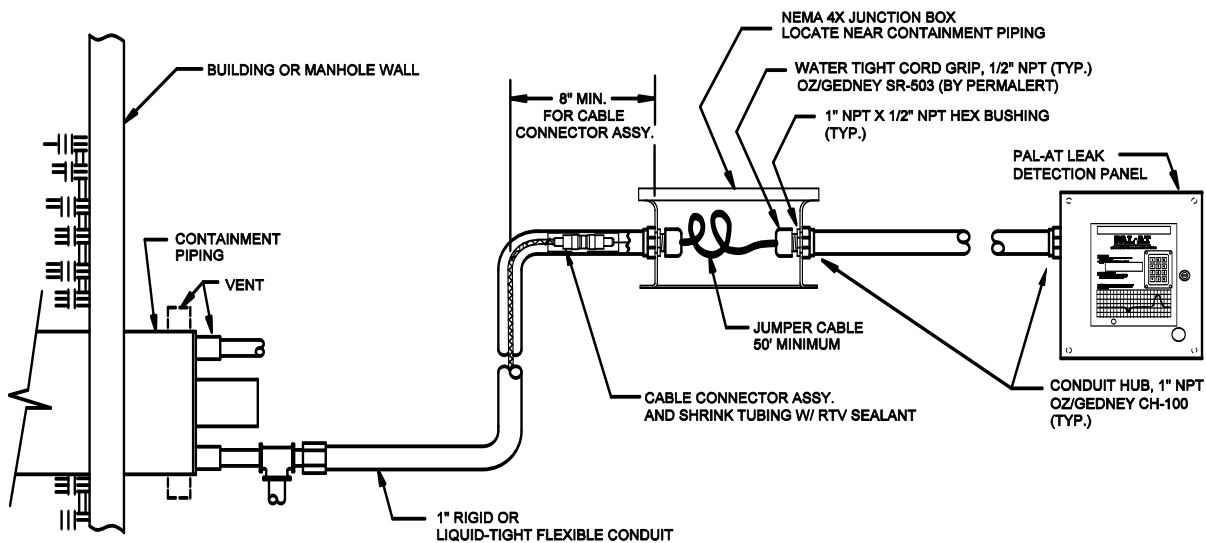 NEMA 4X JUNCTION BOX
LOCATE NEAR CONTAINMENT PIPING
BUILDING OR MANHOLE WALL
WATER TIGHT CORD GRIP, 1/2" NPT (TYP.)
OZ/GEDNEY SR-503 (BY PERMALERT)
8" MIN.
FOR CABLE
CONNECTOR ASSY.
1" NPT X 1/2" NPT HEX BUSHING
(TYP.)
PAL-AT LEAK
DETECTION PANEL
CONTAINMENT
PIPING
VENT
PAL-AT
JUMPER CABLE
50' MINIMUM
CABLE CONNECTOR ASSY.
AND SHRINK TUBING W/ RTV SEALANT
CONDUIT HUB, 1" NPT
OZ/GEDNEY CH-100
(TYP.)
1" RIGID OR
LIQUID-TIGHT FLEXIBLE CONDUIT